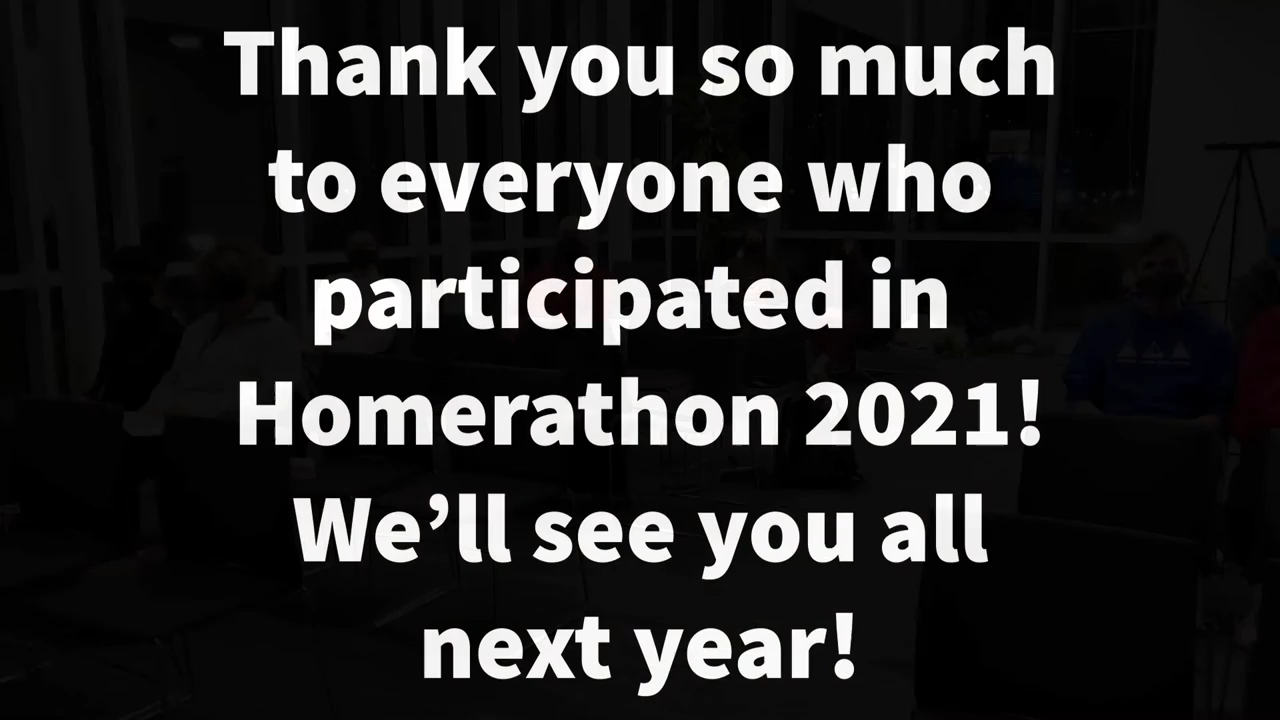 Thank you so much
to everyone who
participated in
Homerathon 2021!
We’ll see you all
next year!